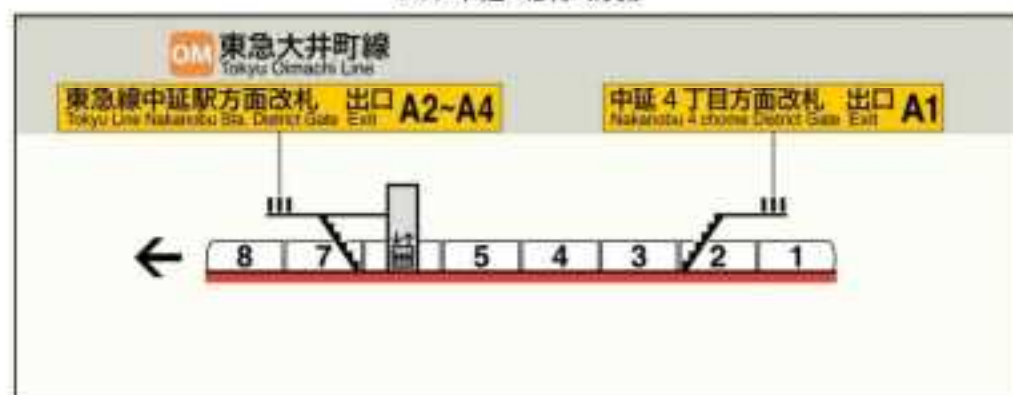 OM 東急大井町線
Tokyu Oimachi Line
東急線中延駅方面改札 出口 A2~A4
Tokyu Line Nakanobu Sta. District Gate Exit
中延4丁目方面改札 出口 A1
Nakanobu 4 chome District Gate Exit
8 7 5 4 3 2 1